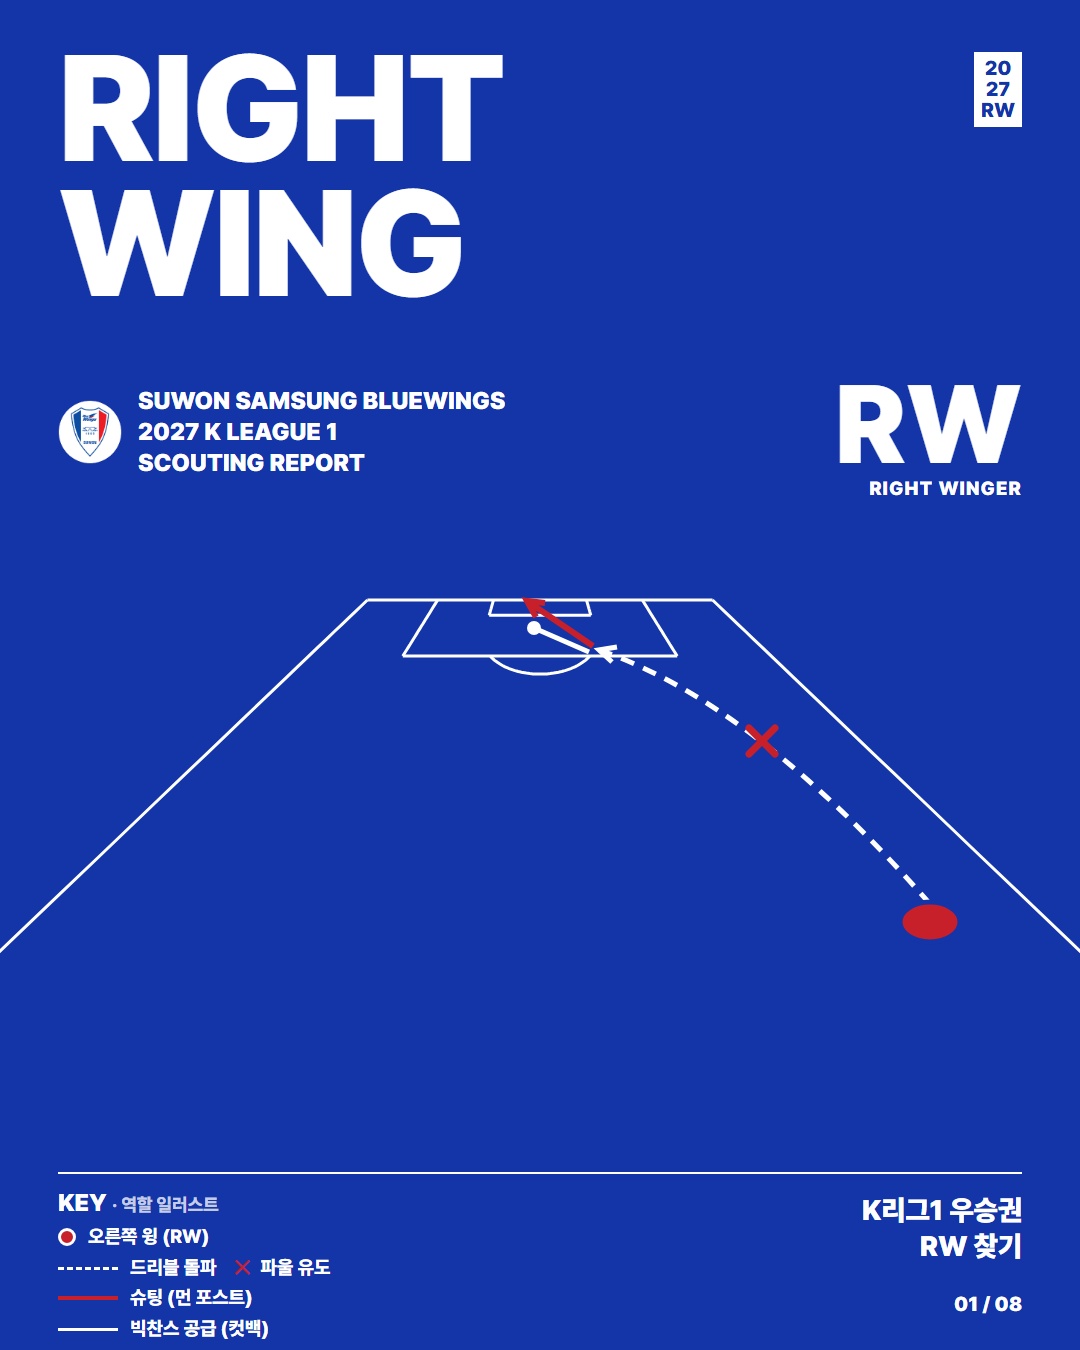 RIGHT
WING
20
27
RW
SUWON SAMSUNG BLUEWINGS
2027 K LEAGUE 1
SCOUTING REPORT
RW
RIGHT WINGER
KEY · 역할 일러스트
오른쪽 윙 (RW)
드리블 돌파 파울 유도
슈팅 (먼 포스트)
빅찬스 공급 (컷백)
K리그1 우승권
RW 찾기
01 / 08